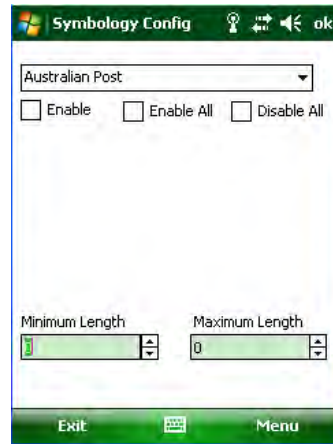 Symbology Config ok
Australian Post
Enable Enable All Disable All
Minimum Length Maximum Length
0
Exit Menu